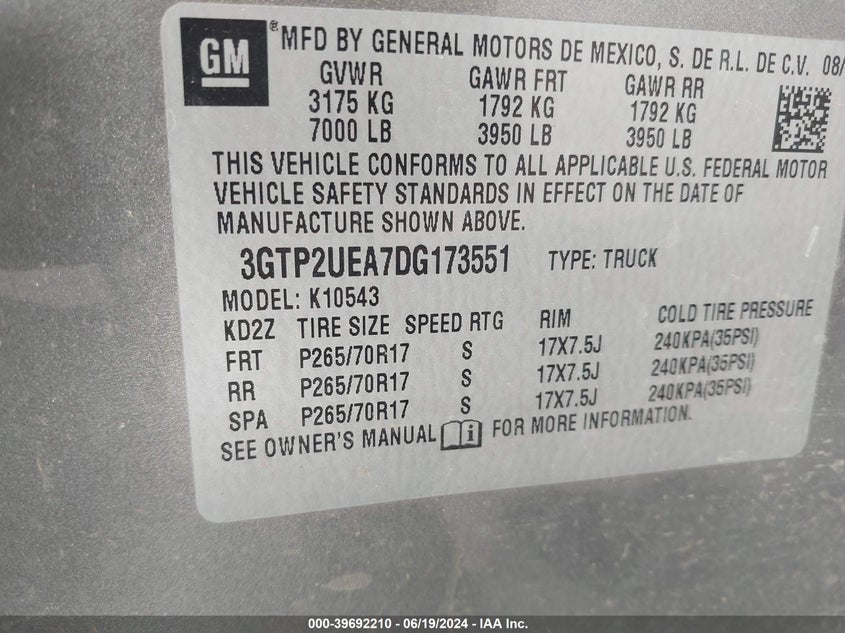 GM ® MFD BY GENERAL MOTORS DE MEXICO, S. DE R.L. DE C.V. 08/
GVWR GAWR FRT GAWR RR
3175 KG 1792 KG 1792 KG
7000 LB 3950 LB 3950 LB
THIS VEHICLE CONFORMS TO ALL APPLICABLE U.S. FEDERAL MOTOR
VEHICLE SAFETY STANDARDS IN EFFECT ON THE DATE OF
MANUFACTURE SHOWN ABOVE.
3GTP2UEA7DG173551 TYPE: TRUCK
MODEL: K10543
KD2Z TIRE SIZE SPEED RTG RIM COLD TIRE PRESSURE
FRT P265/70R17 S 17X7.5J 240KPA(35PSI)
RR P265/70R17 S 17X7.5J 240KPA(35PSI)
SPA P265/70R17 S 17X7.5J 240KPA(35PSI)
SEE OWNER'S MANUAL i FOR MORE INFORMATION.
000-39692210 - 06/19/2024 - IAA Inc.